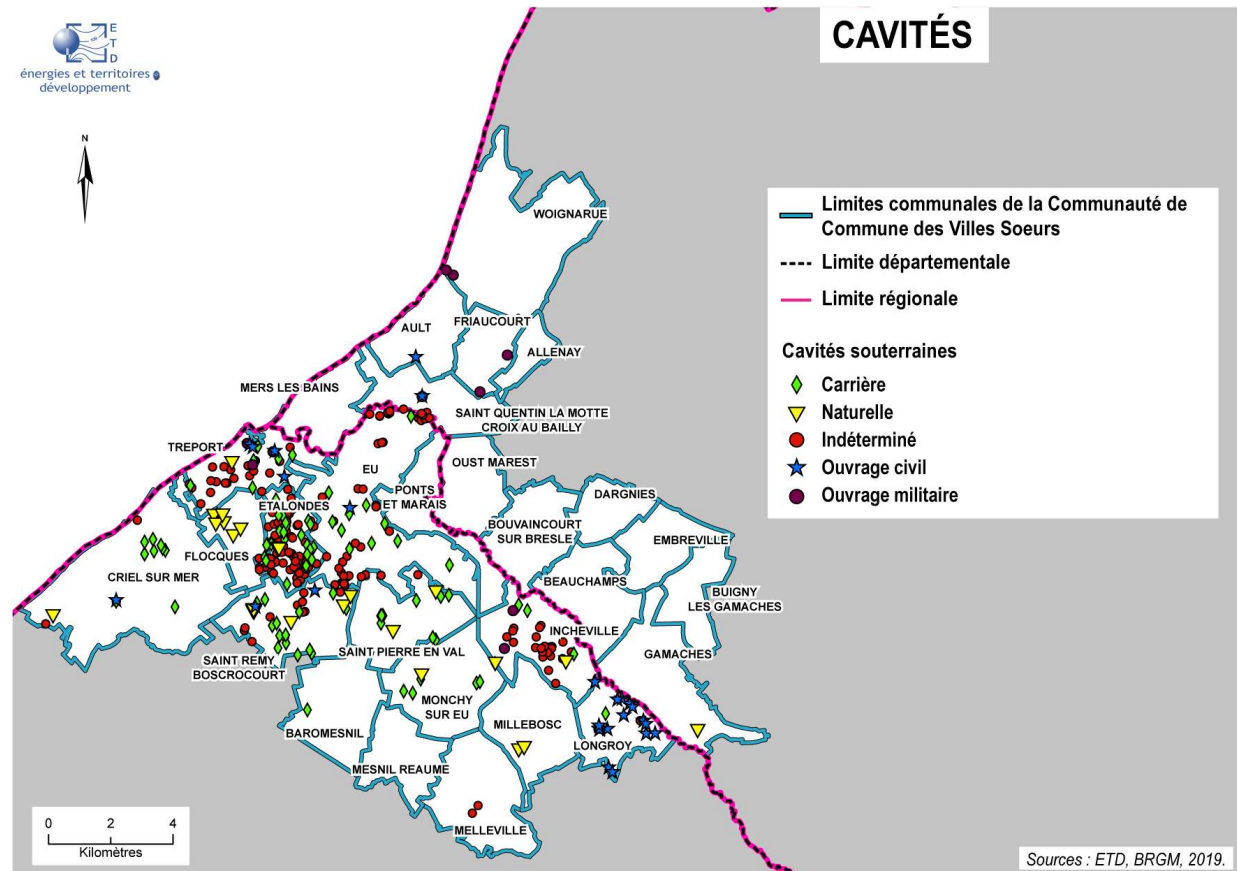 CAVITÉS
E
T
D
énergies et territoires
développement
N
WOIGNARUE
Limites communales de la Communauté de
Commune des Villes Soeurs
Limite départementale
Limite régionale
Cavités souterraines
Carrière
Naturelle
Indéterminé
Ouvrage civil
Ouvrage militaire
AULT
FRIAUCOURT
ALLENAY
MERS LES BAINS
SAINT QUENTIN LA MOTTE
CROIX AU BAILLY
TREPORT
EU
OUST MAREST
PONTS
ET MARAIS
ETALONDES
DARGNIES
BOUVAINCOURT
SUR BRESLE
EMBREVILLE
FLOCQUES
CRIEL SUR MER
BEAUCHAMPS
BUIGNY
LES GAMACHES
INCHEVILLE
GAMACHES
SAINT REMY
BOSCROCOURT
SAINT PIERRE EN VAL
MONCHY
SUR EU
MILLEBOSC
BAROMESNIL
LONGROY
MESNIL REAUME
MELLEVILLE
0 2 4
Kilomètres
Sources : ETD, BRGM, 2019.